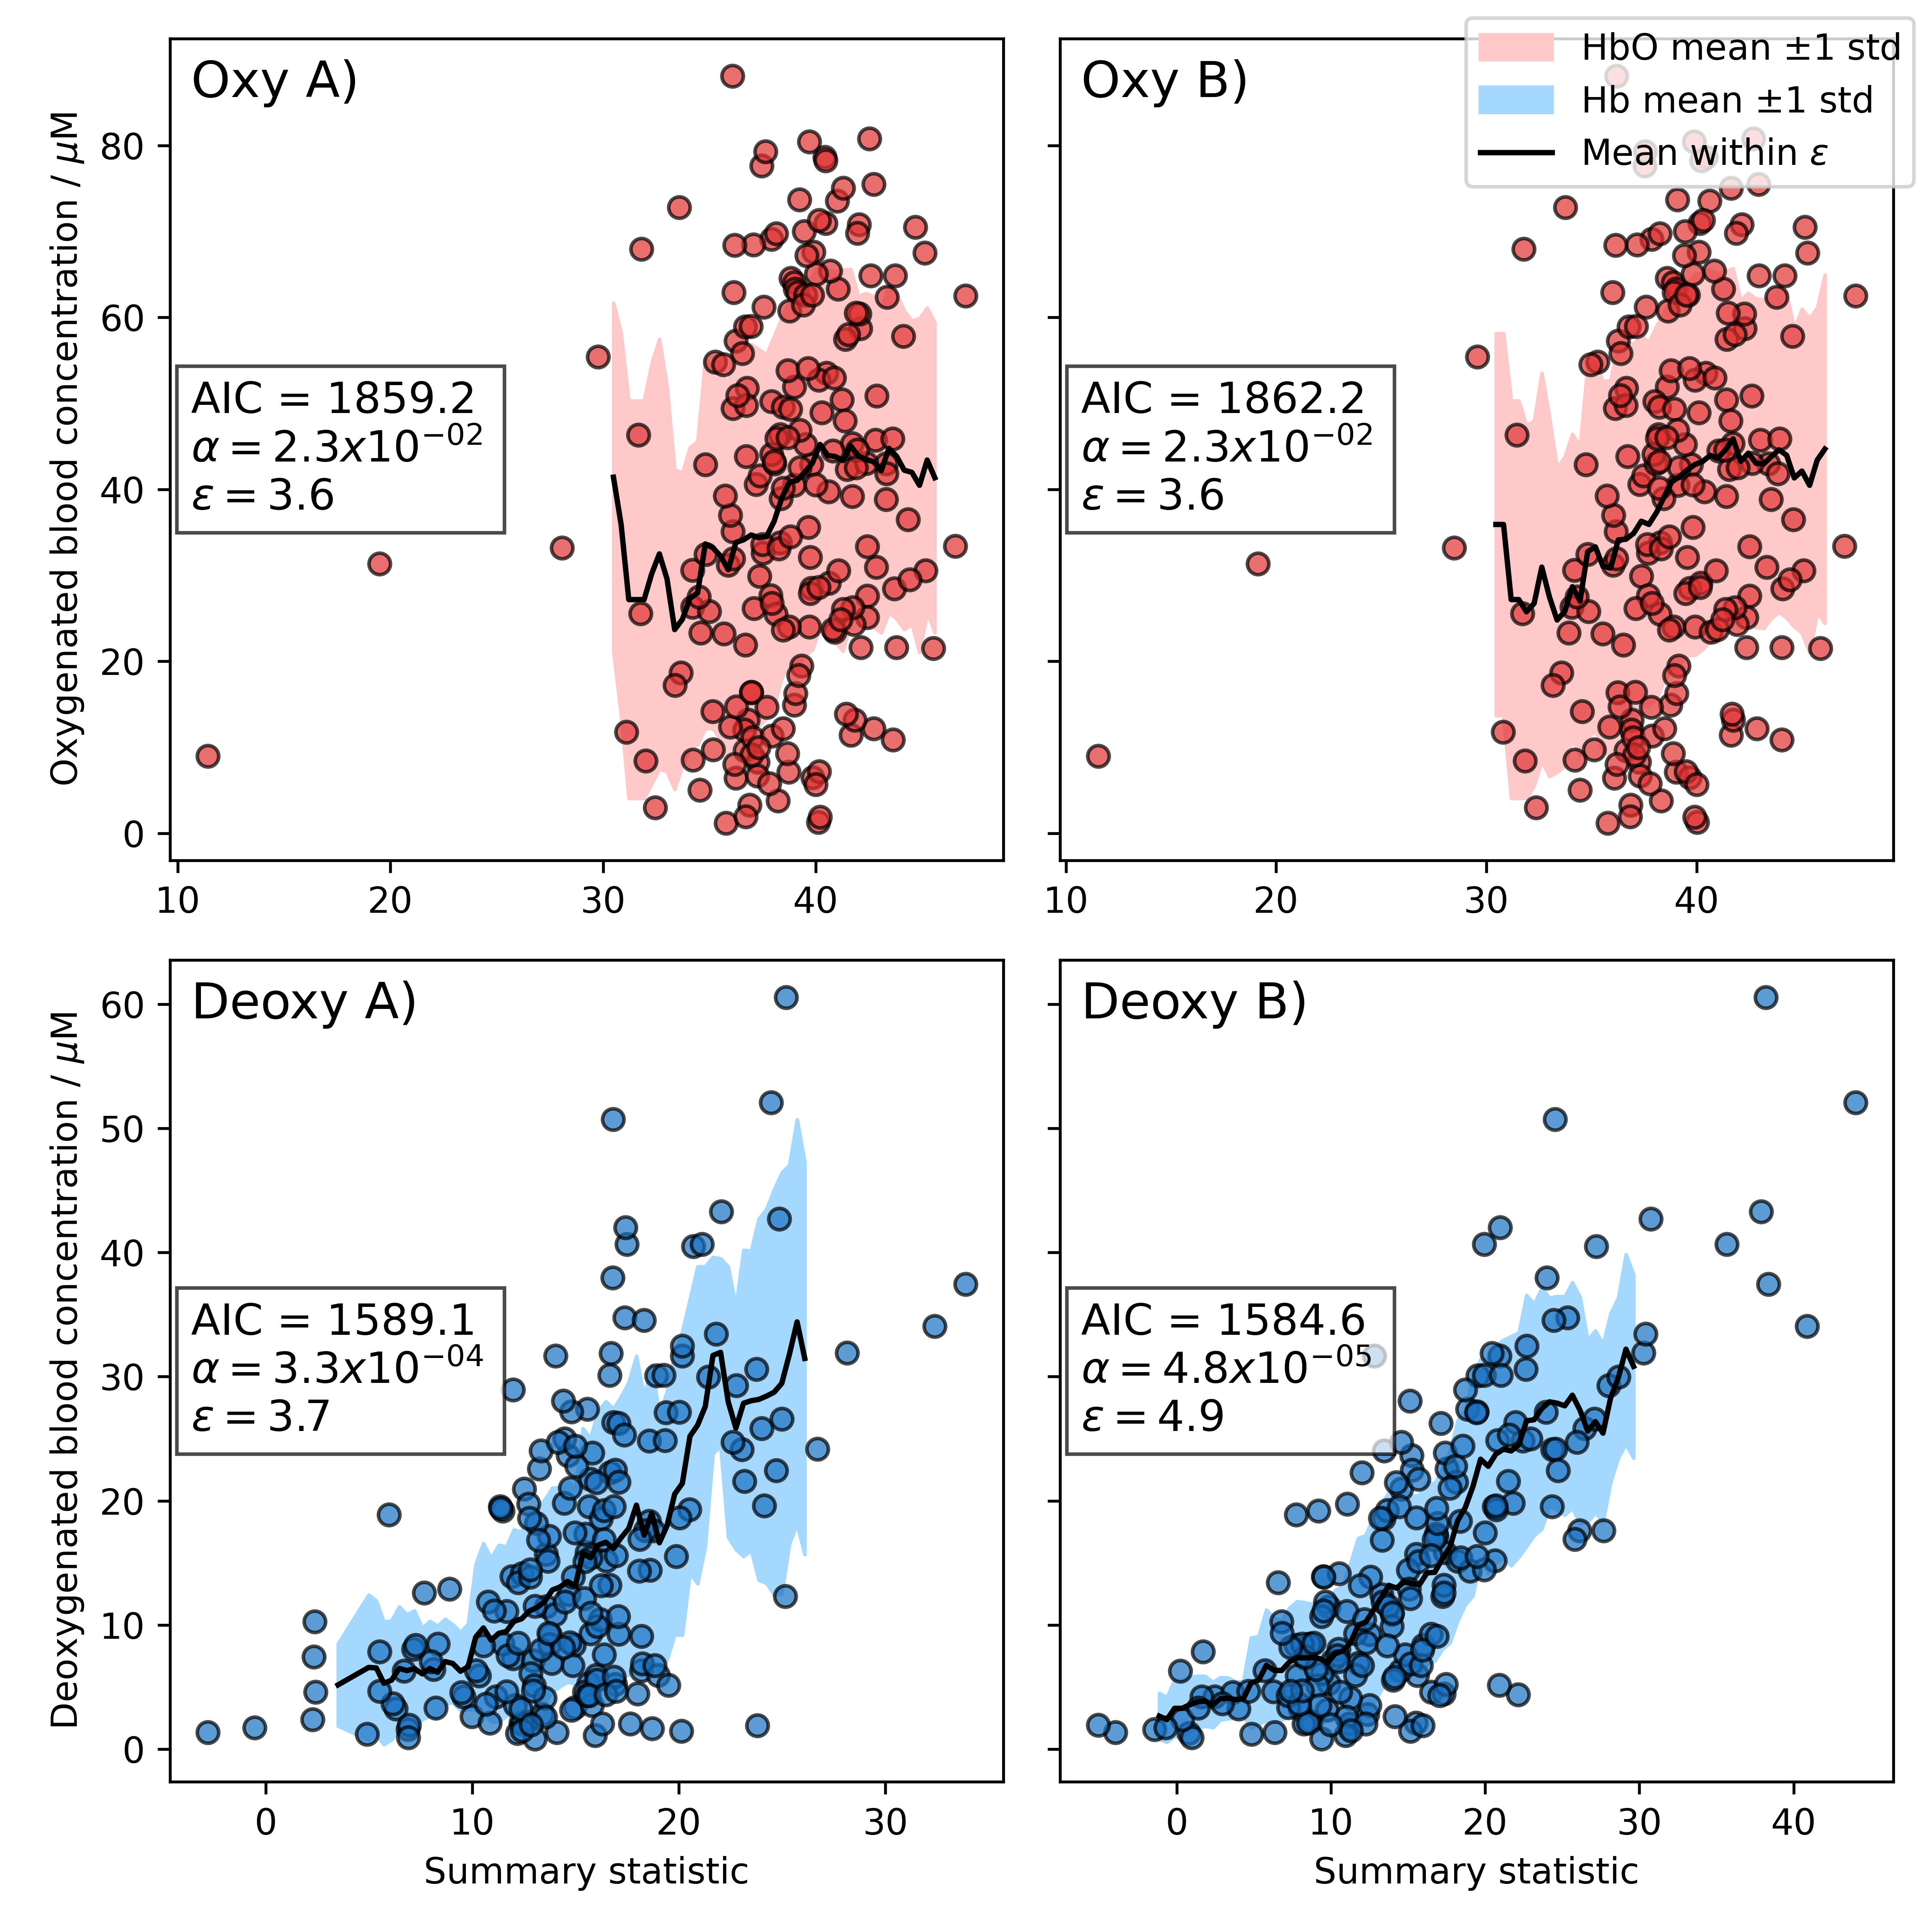 Oxy A)
Oxy B)
HbO mean ±1 std
Hb mean ±1 std
Mean within ε
Oxygenated blood concentration / μM
80
60
40
20
0
AIC = 1859.2
α = 2.3x10⁻⁰²
ε = 3.6
AIC = 1862.2
α = 2.3x10⁻⁰²
ε = 3.6
10 20 30 40
10 20 30 40
Deoxy A)
Deoxy B)
Deoxygenated blood concentration / μM
60
50
40
30
20
10
0
AIC = 1589.1
α = 3.3x10⁻⁰⁴
ε = 3.7
AIC = 1584.6
α = 4.8x10⁻⁰⁵
ε = 4.9
0 10 20 30
0 10 20 30 40
Summary statistic
Summary statistic